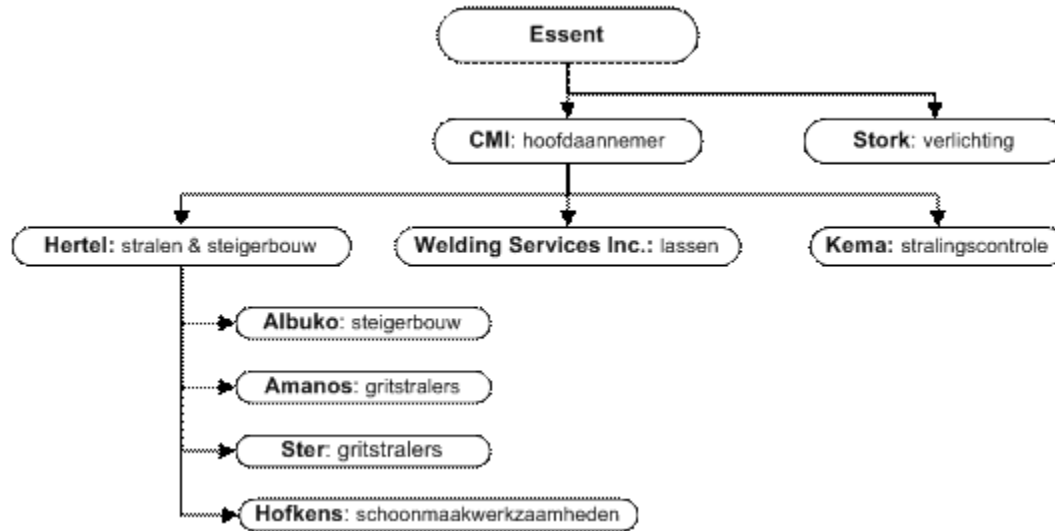 Essent
CMI: hoofdaannemer
Stork: verlichting
Hertel: stralen & steigerbouw
Welding Services Inc.: lassen
Kema: stralingscontrole
Albuko: steigerbouw
Amanos: gritstralers
Ster: gritstralers
Hofkens: schoonmaakwerkzaamheden